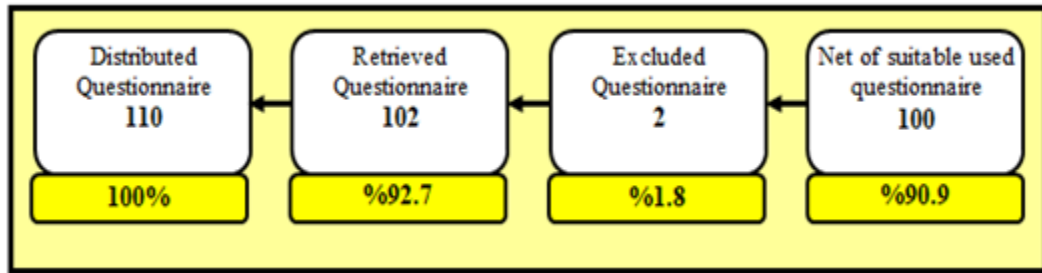 Distributed
Questionnaire
110
100%
Retrieved
Questionnaire
102
%92.7
Excluded
Questionnaire
2
%1.8
Net of suitable used
questionnaire
100
%90.9